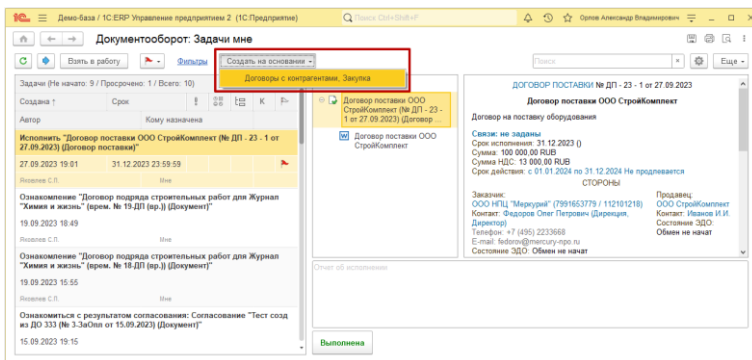 Демо-база / 1С:ERP Управление предприятием 2 (1С:Предприятие)
Поиск Ctrl+Shift+F
Орлов Александр Владимирович
Документооборот: Задачи мне
Взять в работу
Фильтры
Создать на основании
Поиск
×
Еще
Договоры с контрагентами, Закупка
Задачи (Не начато: 9 / Просрочено: 1 / Всего: 10)
Создана ↑ Срок К
Автор Кому назначена
Исполнить "Договор поставки ООО СтройКомплект (№ ДП - 23 - 1 от
27.09.2023) (Договор поставки)"
27.09.2023 19:01 31.12.2023 23:59:59
Яковлев С.П. Мне
Ознакомление "Договор подряда строительных работ для Журнал
"Химия и жизнь" (врем. № 19-ДП (вр.)) (Документ)"
19.09.2023 18:49
Яковлев С.П. Мне
Ознакомление "Договор подряда строительных работ для Журнал
"Химия и жизнь" (врем. № 18-ДП (вр.)) (Документ)"
19.09.2023 15:55
Яковлев С.П. Мне
Ознакомиться с результатом согласования: Согласование "Тест созд
из ДО 333 (№ 3-ЗаОпл от 15.09.2023) (Документ)"
15.09.2023 19:15
Договор поставки ООО
СтройКомплект (№ ДП - 23 -
1 от 27.09.2023) (Договор ...
Договор поставки ООО
СтройКомплект
ДОГОВОР ПОСТАВКИ № ДП - 23 - 1 от 27.09.2023
Договор поставки ООО СтройКомплект
Договор на поставку оборудования
Связи: не заданы
Срок исполнения: 31.12.2023 ()
Сумма: 100 000,00 RUB
Сумма НДС: 13 000,00 RUB
Срок действия: с 01.01.2024 по 31.12.2024 Не продлевается
СТОРОНЫ
Заказчик:
ООО НПЦ "Меркурий" (7991653779 / 112101218)
Контакт: Федоров Олег Петрович (Дирекция,
Директор)
Телефон: +7 (495) 2233668
E-mail: fedorov@mercury-npo.ru
Состояние ЭДО: Обмен не начат
Продавец:
ООО СтройКомплект
Контакт: Иванов И.И.
Состояние ЭДО:
Обмен не начат
Отчет об исполнении
Выполнена